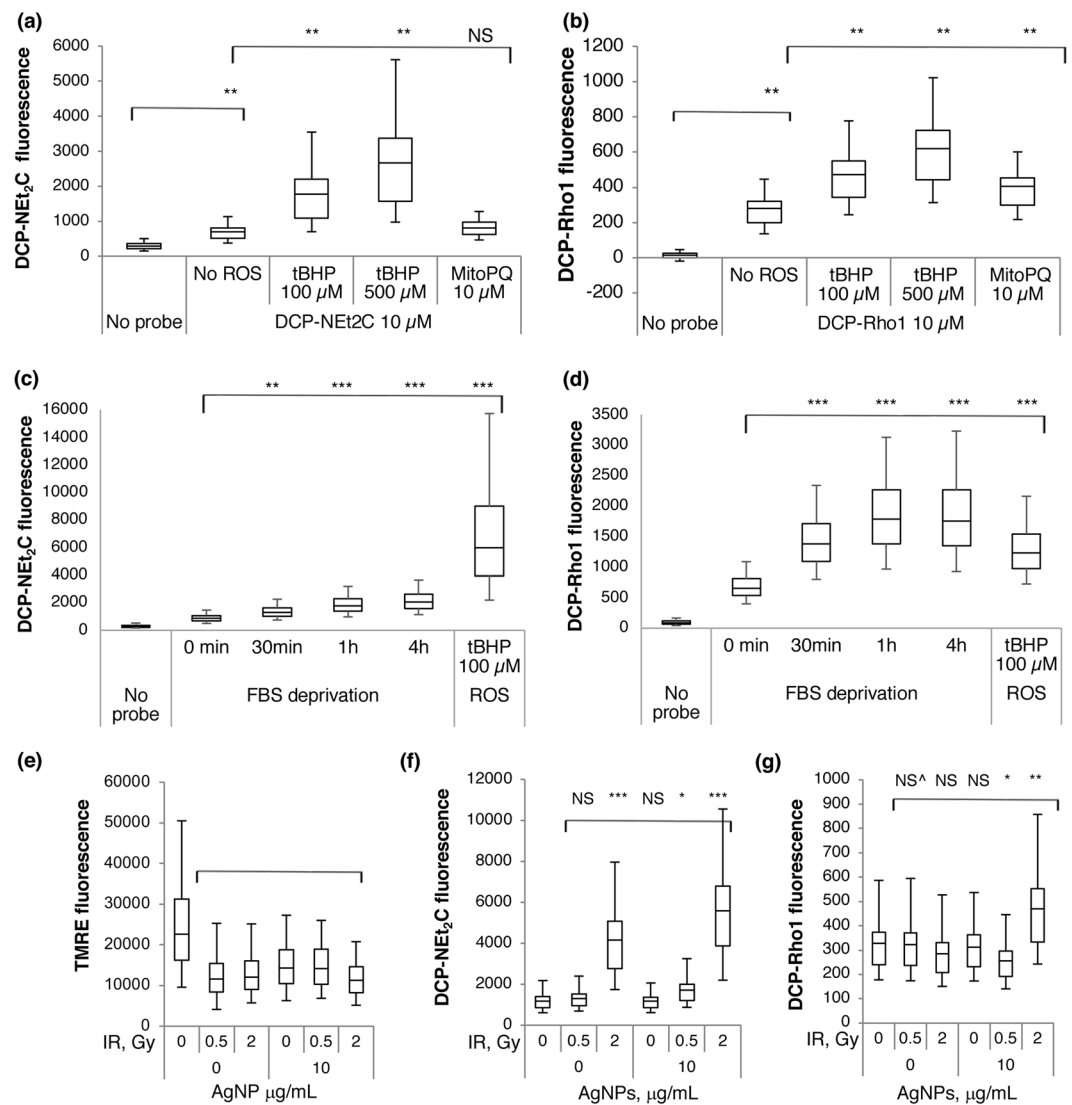 (a)
DCP-NEt₂C fluorescence
6000
5000
4000
3000
2000
1000
0
** ** NS
**
No probe
No ROS
tBHP 100 µM
tBHP 500 µM
MitoPQ 10 µM
DCP-NEt2C 10 µM
(b)
DCP-Rho1 fluorescence
1200
1000
800
600
400
200
0
-200
** ** **
**
No probe
No ROS
tBHP 100 µM
tBHP 500 µM
MitoPQ 10 µM
DCP-Rho1 10 µM
(c)
DCP-NEt₂C fluorescence
16000
14000
12000
10000
8000
6000
4000
2000
0
** *** *** ***
0 min 30min 1h 4h
tBHP 100 µM
No probe
FBS deprivation
ROS
(d)
DCP-Rho1 fluorescence
3500
3000
2500
2000
1500
1000
500
0
*** *** *** ***
0 min 30min 1h 4h
tBHP 100 µM
No probe
FBS deprivation
ROS
(e)
TMRE fluorescence
60000
50000
40000
30000
20000
10000
0
IR, Gy 0 0.5 2 0 0.5 2
0 10
AgNP µg/mL
(f)
DCP-NEt₂C fluorescence
12000
10000
8000
6000
4000
2000
0
NS *** NS * ***
IR, Gy 0 0.5 2 0 0.5 2
0 10
AgNPs, µg/mL
(g)
DCP-Rho1 fluorescence
1000
900
800
700
600
500
400
300
200
100
0
NS^ NS NS * **
IR, Gy 0 0.5 2 0 0.5 2
0 10
AgNPs, µg/mL